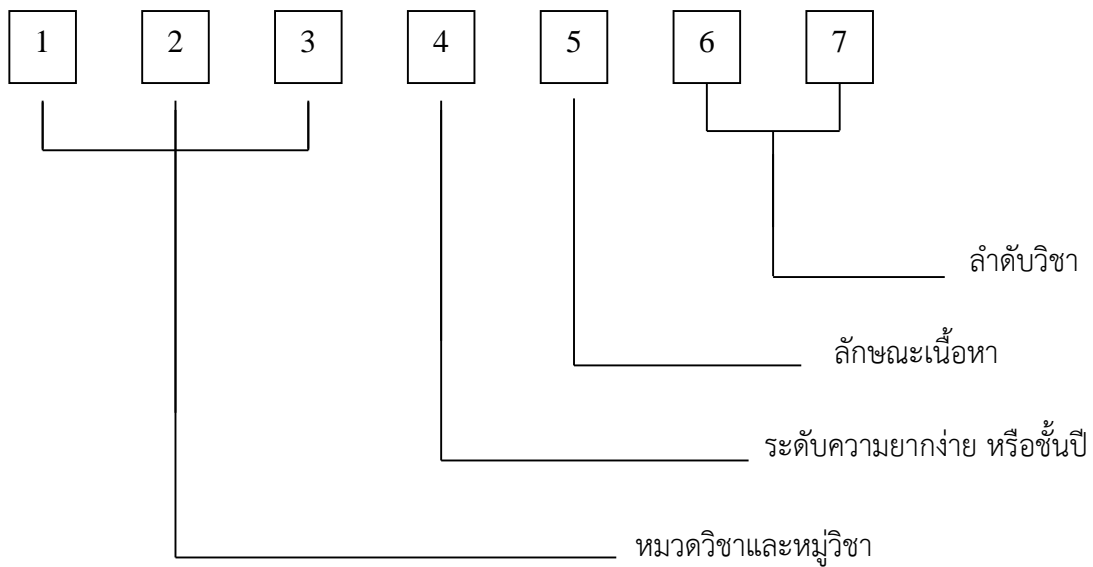 1 2 3 4 5 6 7
ลำดับวิชา
ลักษณะเนื้อหา
ระดับความยากง่าย หรือชั้นปี
หมวดวิชาและหมู่วิชา